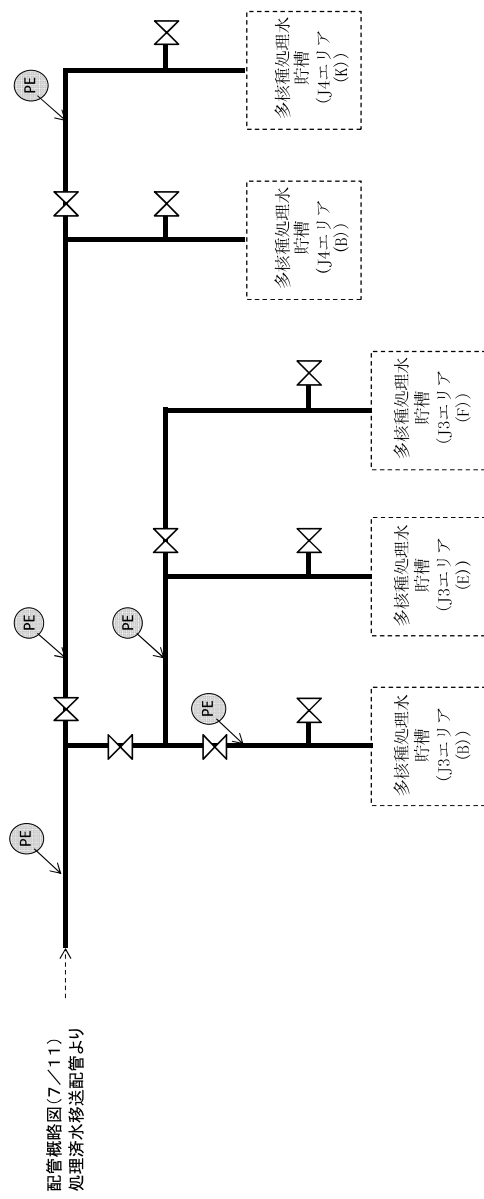 配管概略図(7/11)
処理済水移送配管より
PE
PE
PE
PE
PE
多核種処理水
貯槽
(J3エリア
(B))
多核種処理水
貯槽
(J3エリア
(E))
多核種処理水
貯槽
(J3エリア
(F))
多核種処理水
貯槽
(J4エリア
(B))
多核種処理水
貯槽
(J4エリア
(K))